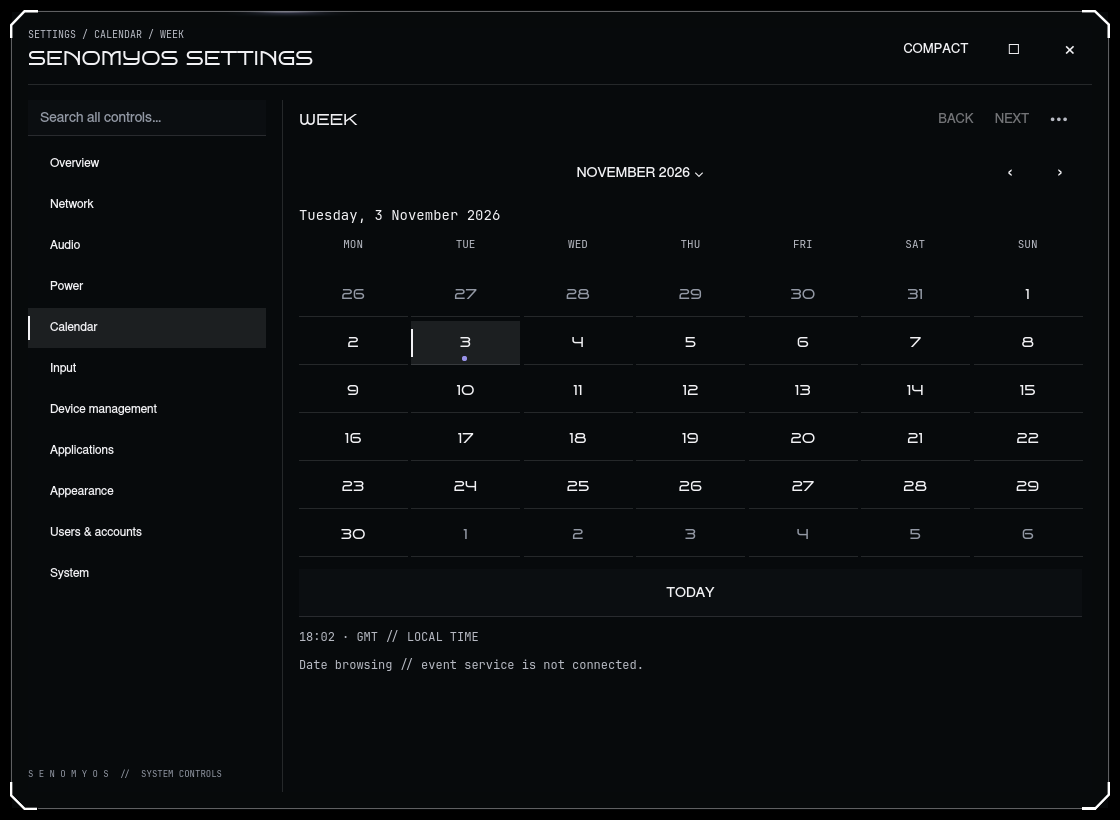 SETTINGS / CALENDAR / WEEK
SENOMYOS SETTINGS
COMPACT
Search all controls...
Overview
Network
Audio
Power
Calendar
Input
Device management
Applications
Appearance
Users & accounts
System
SENOMYOS // SYSTEM CONTROLS
WEEK
BACK NEXT
NOVEMBER 2026
Tuesday, 3 November 2026
MON TUE WED THU FRI SAT SUN
26 27 28 29 30 31 1
2 3 4 5 6 7 8
9 10 11 12 13 14 15
16 17 18 19 20 21 22
23 24 25 26 27 28 29
30 1 2 3 4 5 6
TODAY
18:02 · GMT // LOCAL TIME
Date browsing // event service is not connected.